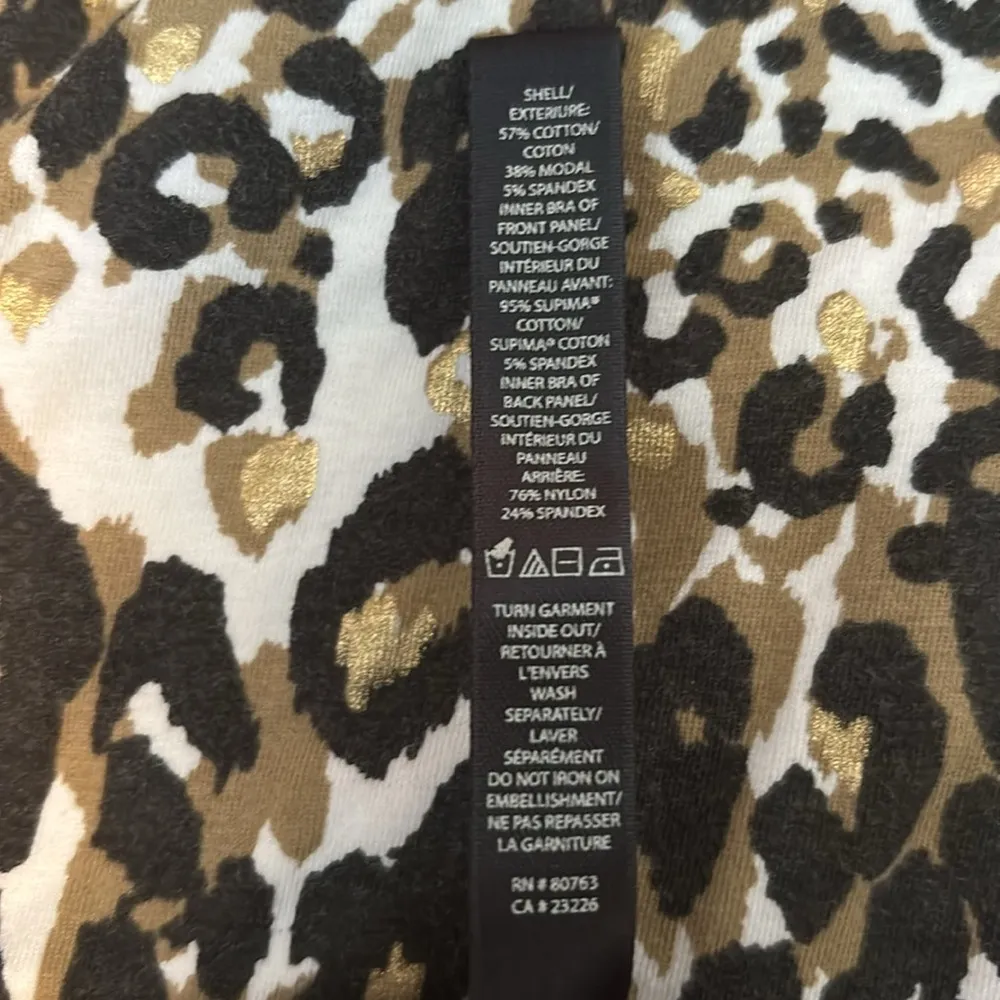 SHELL/
EXTERIURE:
57% COTTON/
COTON
38% MODAL
5% SPANDEX
INNER BRA OF
FRONT PANEL/
SOUTIEN-GORGE
INTÉRIEUR DU
PANNEAU AVANT:
95% SUPIMA®
COTTON/
SUPIMA® COTON
5% SPANDEX
INNER BRA OF
BACK PANEL/
SOUTIEN-GORGE
INTÉRIEUR DU
PANNEAU
ARRIÈRE:
76% NYLON
24% SPANDEX
TURN GARMENT
INSIDE OUT/
RETOURNER À
L'ENVERS
WASH
SEPARATELY/
LAVER
SÉPARÉMENT
DO NOT IRON ON
EMBELLISHMENT/
NE PAS REPASSER
LA GARNITURE
RN # 80763
CA # 23226